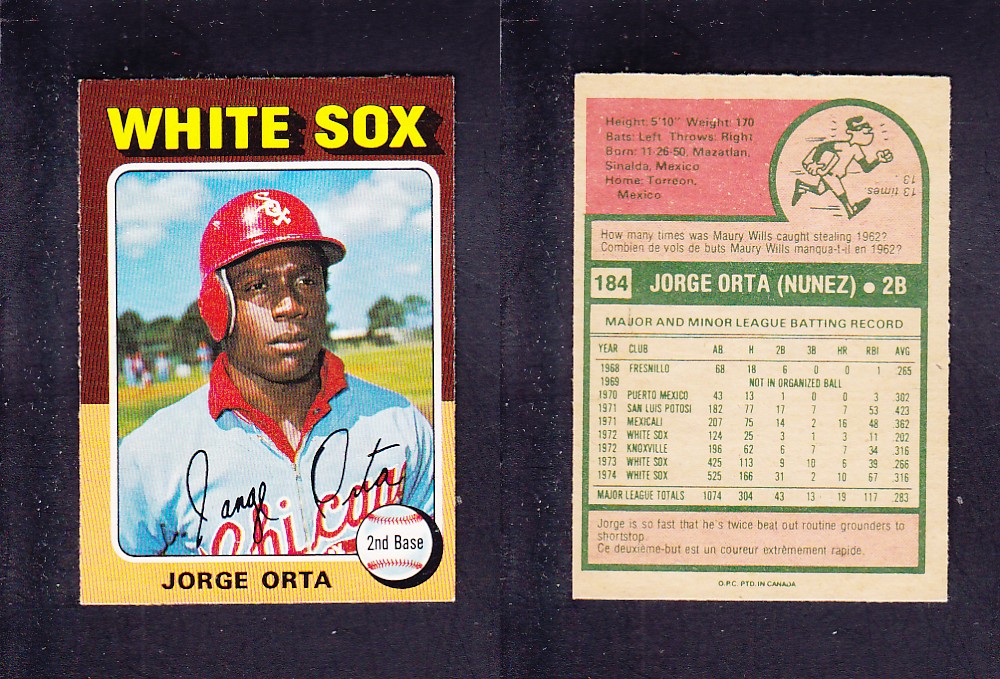 WHITE SOX
Sox
Jorge Orta
Chicago
2nd Base
JORGE ORTA
Height: 5'10" Weight: 170
Bats: Left Throws: Right
Born: 11-26-50, Mazatlan,
Sinalda, Mexico
Home: Torreon,
Mexico
13 times.
13
How many times was Maury Wills caught stealing 1962?
Combien de vols de buts Maury Wills manqua-t-il en 1962?
184 JORGE ORTA (NUNEZ) • 2B
MAJOR AND MINOR LEAGUE BATTING RECORD
YEAR CLUB AB H 2B 3B HR RBI AVG
1968 FRESNILLO 68 18 6 0 0 1 .265
1969 NOT IN ORGANIZED BALL
1970 PUERTO MEXICO 43 13 1 0 0 3 .302
1971 SAN LUIS POTOSI 182 77 17 7 7 53 .423
1971 MEXICALI 207 75 14 2 16 48 .362
1972 WHITE SOX 124 25 3 1 3 11 .202
1972 KNOXVILLE 196 62 6 7 7 34 .316
1973 WHITE SOX 425 113 9 10 6 39 .266
1974 WHITE SOX 525 166 31 2 10 67 .316
MAJOR LEAGUE TOTALS 1074 304 43 13 19 117 .283
Jorge is so fast that he's twice beat out routine grounders to
shortstop.
Ce deuxième-but est un coureur extrèmement rapide.
O.P.C. PTD. IN CANADA